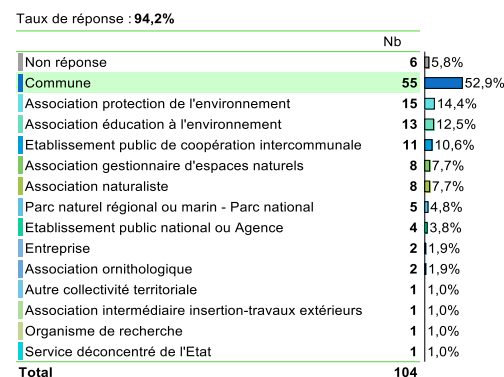 Taux de réponse : 94,2%
Nb
Non réponse 6 5,8%
Commune 55 52,9%
Association protection de l'environnement 15 14,4%
Association éducation à l'environnement 13 12,5%
Etablissement public de coopération intercommunale 11 10,6%
Association gestionnaire d'espaces naturels 8 7,7%
Association naturaliste 8 7,7%
Parc naturel régional ou marin - Parc national 5 4,8%
Etablissement public national ou Agence 4 3,8%
Entreprise 2 1,9%
Association ornithologique 2 1,9%
Autre collectivité territoriale 1 1,0%
Association intermédiaire insertion-travaux extérieurs 1 1,0%
Organisme de recherche 1 1,0%
Service déconcentré de l'Etat 1 1,0%
Total 104